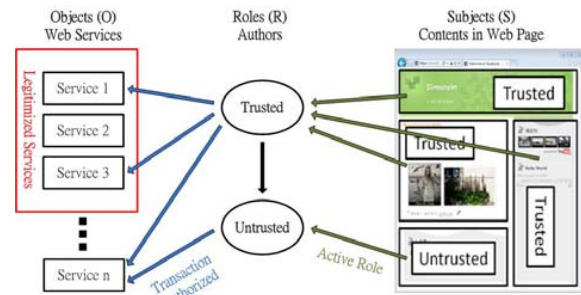 Objects (O)
Web Services
Roles (R)
Authors
Subjects (S)
Contents in Web Page
Legitimized Services
Service 1
Service 2
Service 3
Service n
Trusted
Untrusted
Transaction
Active Role
Trusted
Trusted
Trusted
Untrusted